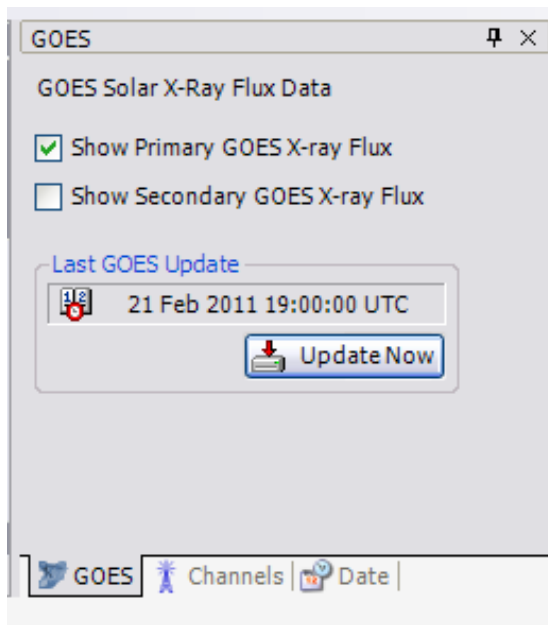 GOES
GOES Solar X-Ray Flux Data
Show Primary GOES X-ray Flux
Show Secondary GOES X-ray Flux
Last GOES Update
21 Feb 2011 19:00:00 UTC
Update Now
GOES Channels Date